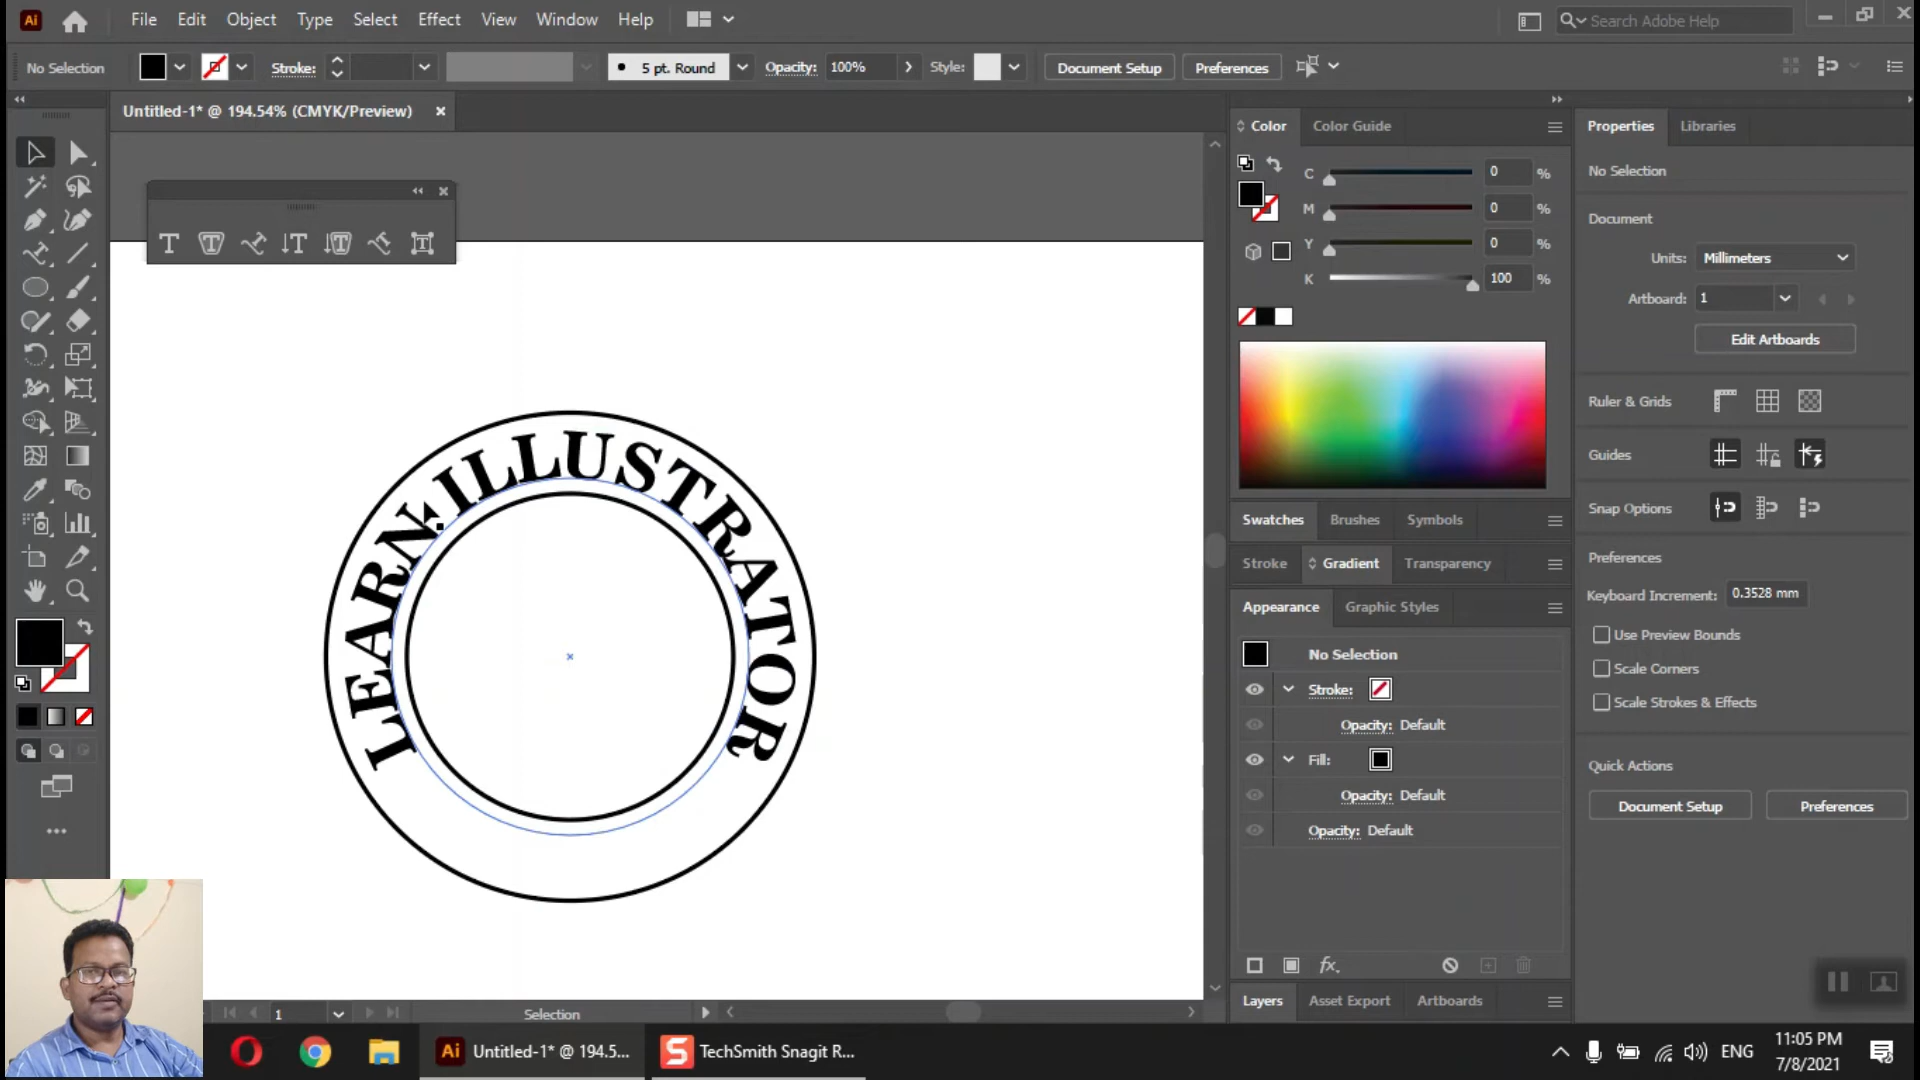 Ai File Edit Object Type Select Effect View Window Help Search Adobe Help
No Selection Stroke: 5 pt. Round Opacity: 100% Style: Document Setup Preferences
Untitled-1* @ 194.54% (CMYK/Preview)
LEARN ILLUSTRATOR
Color Color Guide
C 0 %
M 0 %
Y 0 %
K 100 %
Swatches Brushes Symbols
Stroke Gradient Transparency
Appearance Graphic Styles
No Selection
Stroke:
Opacity: Default
Fill:
Opacity: Default
Opacity: Default
fx.
Layers Asset Export Artboards
Properties Libraries
No Selection
Document
Units: Millimeters
Artboard: 1
Edit Artboards
Ruler & Grids
Guides
Snap Options
Preferences
Keyboard Increment: 0.3528 mm
Use Preview Bounds
Scale Corners
Scale Strokes & Effects
Quick Actions
Document Setup Preferences
1 Selection
Ai Untitled-1* @ 194.5... S TechSmith Snagit R... ENG 11:05 PM
7/8/2021